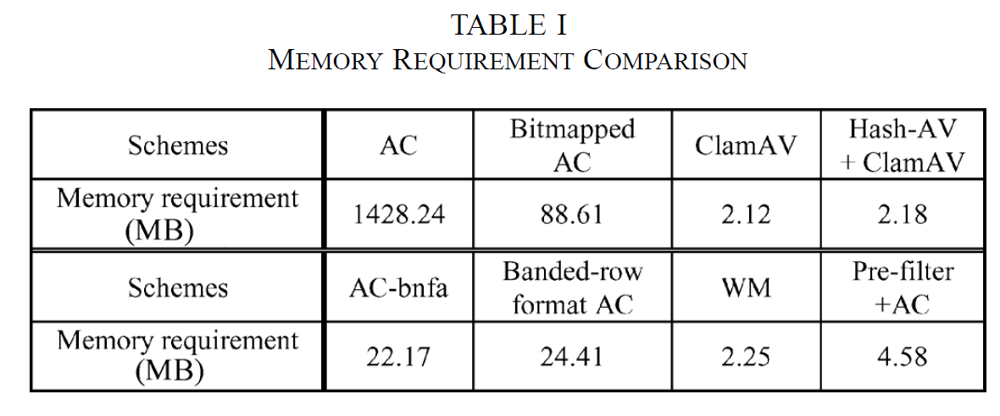 TABLE I
MEMORY REQUIREMENT COMPARISON
Schemes AC Bitmapped AC ClamAV Hash-AV + ClamAV
Memory requirement (MB) 1428.24 88.61 2.12 2.18
Schemes AC-bnfa Banded-row format AC WM Pre-filter +AC
Memory requirement (MB) 22.17 24.41 2.25 4.58